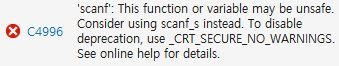 'scanf': This function or variable may be unsafe.
Consider using scanf_s instead. To disable
C4996
deprecation, use _CRT_SECURE_NO_WARNINGS.
See online help for details.